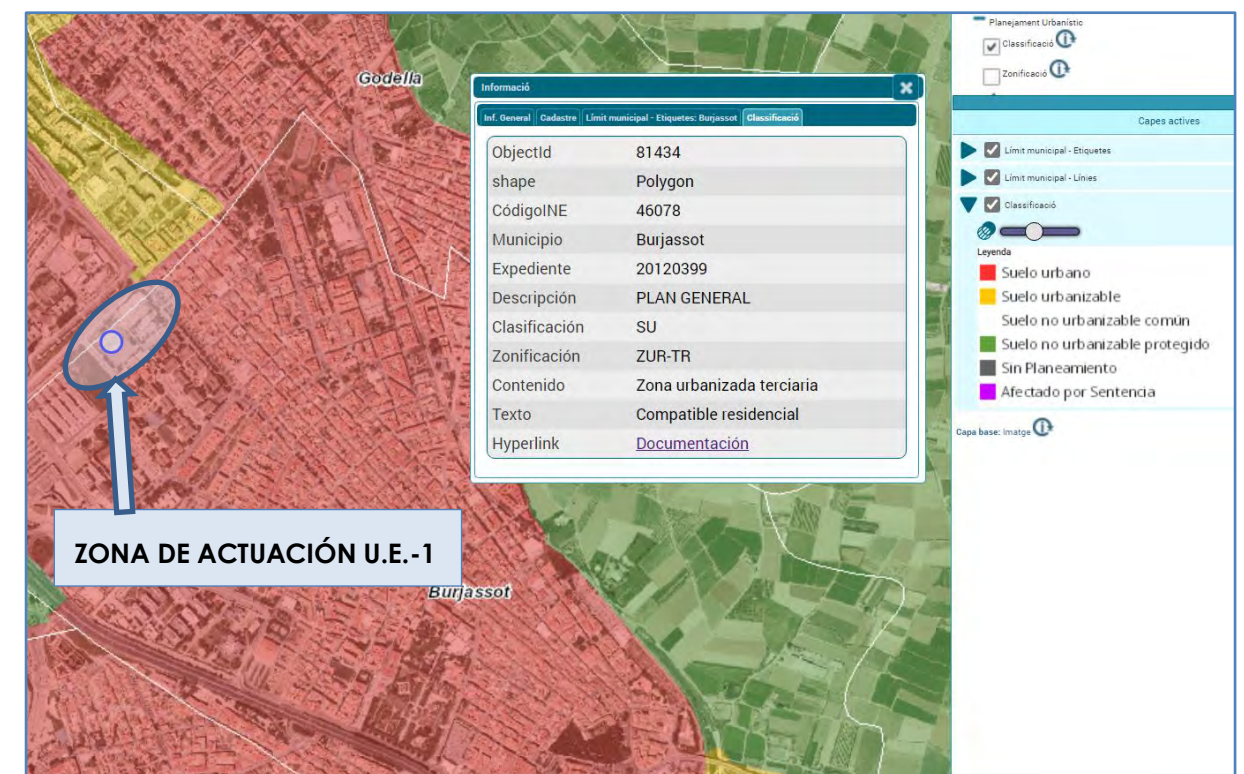 Godella
Informació
Inf. General Cadastre Límit municipal - Etiquetes: Burjassot Classificació
ObjectId 81434
shape Polygon
CódigoINE 46078
Municipio Burjassot
Expediente 20120399
Descripción PLAN GENERAL
Clasificación SU
Zonificación ZUR-TR
Contenido Zona urbanizada terciaria
Texto Compatible residencial
Hyperlink Documentación
ZONA DE ACTUACIÓN U.E.-1
Burjassot
Planejament Urbanístic
Classificació
Zonificació
Capes actives
Límit municipal - Etiquetes
Límit municipal - Línies
Classificació
Leyenda
Suelo urbano
Suelo urbanizable
Suelo no urbanizable común
Suelo no urbanizable protegido
Sin Planeamiento
Afectado por Sentencia
Capa base: Imatge